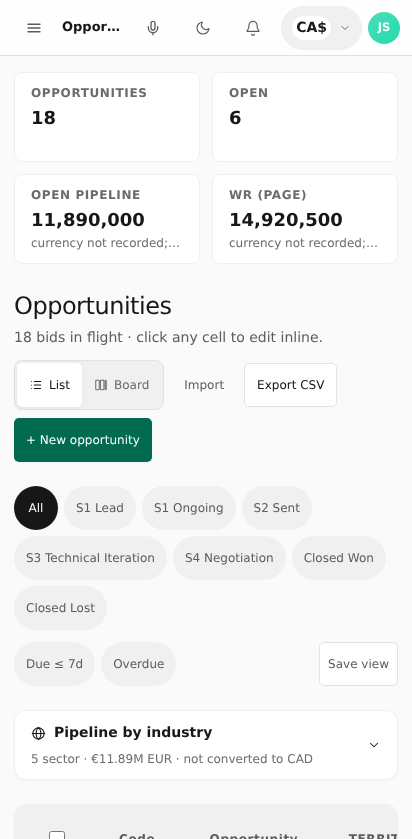 Oppor...
CA$
JS
OPPORTUNITIES
18
OPEN
6
OPEN PIPELINE
11,890,000
currency not recorded;...
WR (PAGE)
14,920,500
currency not recorded;...
Opportunities
18 bids in flight · click any cell to edit inline.
List
Board
Import
Export CSV
+ New opportunity
All
S1 Lead
S1 Ongoing
S2 Sent
S3 Technical Iteration
S4 Negotiation
Closed Won
Closed Lost
Due ≤ 7d
Overdue
Save view
Pipeline by industry
5 sector · €11.89M EUR · not converted to CAD
Code
Opportunity